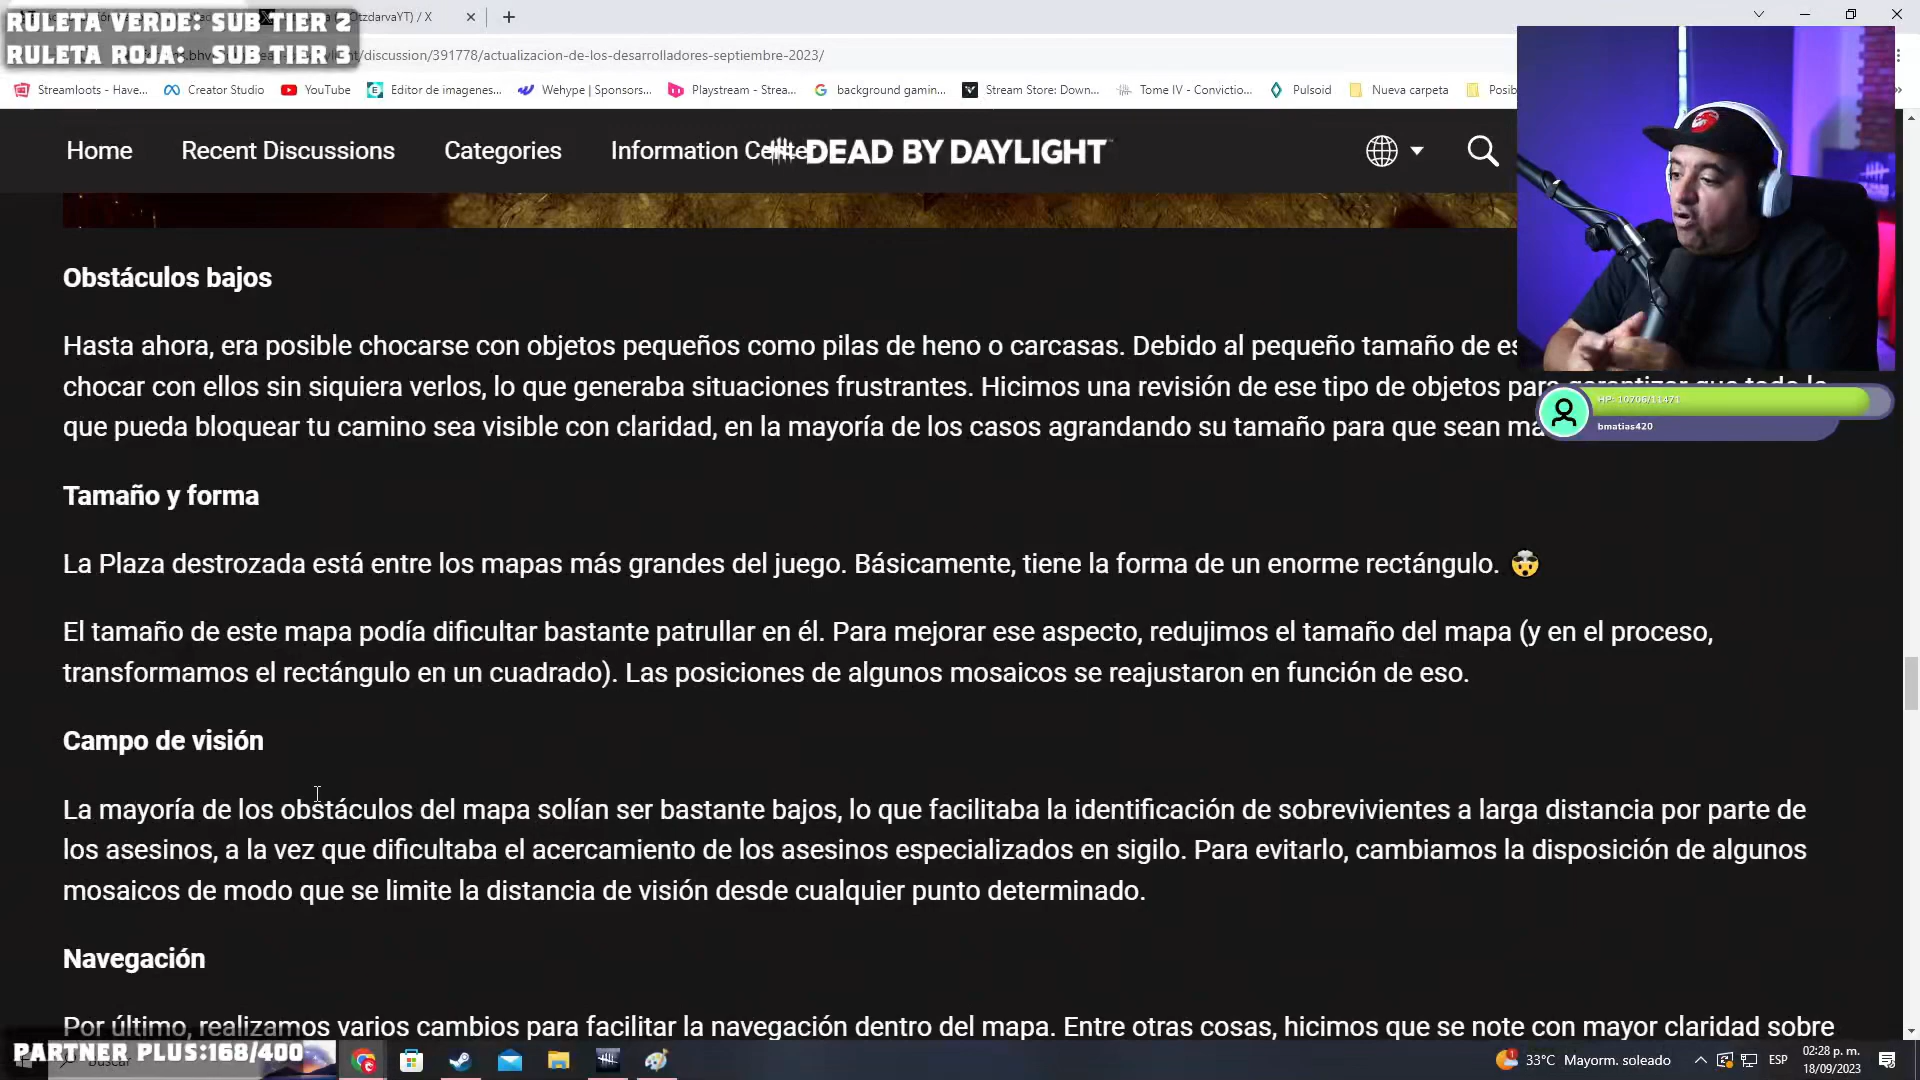 RULETA VERDE: SUB TIER 2
OtzdarvaYT) / X
RULETA ROJA: SUB TIER 3
/discussion/391778/actualizacion-de-los-desarrolladores-septiembre-2023/
Streamloots - Have... Creator Studio YouTube Editor de imagenes... Wehype | Sponsors... Playstream - Strea... background gamin... Stream Store: Down... Tome IV - Convictio... Pulsoid Nueva carpeta Posib
Home Recent Discussions Categories Information Center DEAD BY DAYLIGHT
Obstáculos bajos
Hasta ahora, era posible chocarse con objetos pequeños como pilas de heno o carcasas. Debido al pequeño tamaño de es
chocar con ellos sin siquiera verlos, lo que generaba situaciones frustrantes. Hicimos una revisión de ese tipo de objetos para garantizar que todo lo
que pueda bloquear tu camino sea visible con claridad, en la mayoría de los casos agrandando su tamaño para que sean má
HP: 10706/11471
bmatias420
Tamaño y forma
La Plaza destrozada está entre los mapas más grandes del juego. Básicamente, tiene la forma de un enorme rectángulo. 🤯
El tamaño de este mapa podía dificultar bastante patrullar en él. Para mejorar ese aspecto, redujimos el tamaño del mapa (y en el proceso,
transformamos el rectángulo en un cuadrado). Las posiciones de algunos mosaicos se reajustaron en función de eso.
Campo de visión
La mayoría de los obstáculos del mapa solían ser bastante bajos, lo que facilitaba la identificación de sobrevivientes a larga distancia por parte de
los asesinos, a la vez que dificultaba el acercamiento de los asesinos especializados en sigilo. Para evitarlo, cambiamos la disposición de algunos
mosaicos de modo que se limite la distancia de visión desde cualquier punto determinado.
Navegación
Por último, realizamos varios cambios para facilitar la navegación dentro del mapa. Entre otras cosas, hicimos que se note con mayor claridad sobre
PARTNER PLUS:168/400
Buscar
33°C Mayorm. soleado ESP 02:28 p. m.
18/09/2023